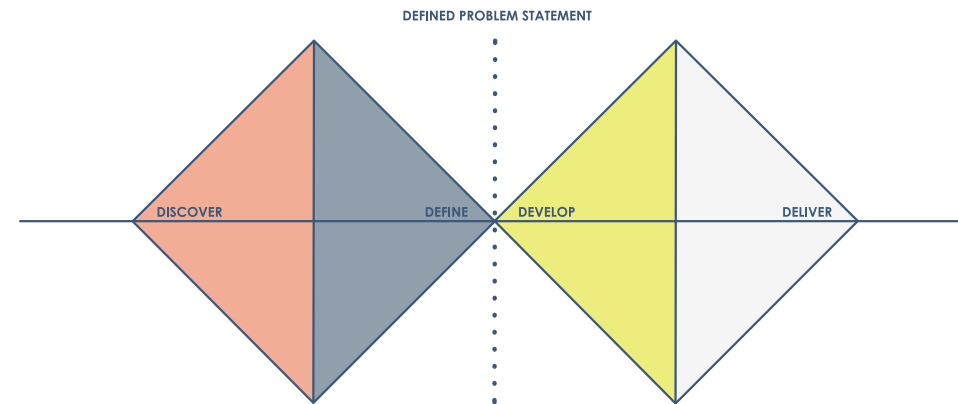 DEFINED PROBLEM STATEMENT
DISCOVER
DEFINE
DEVELOP
DELIVER